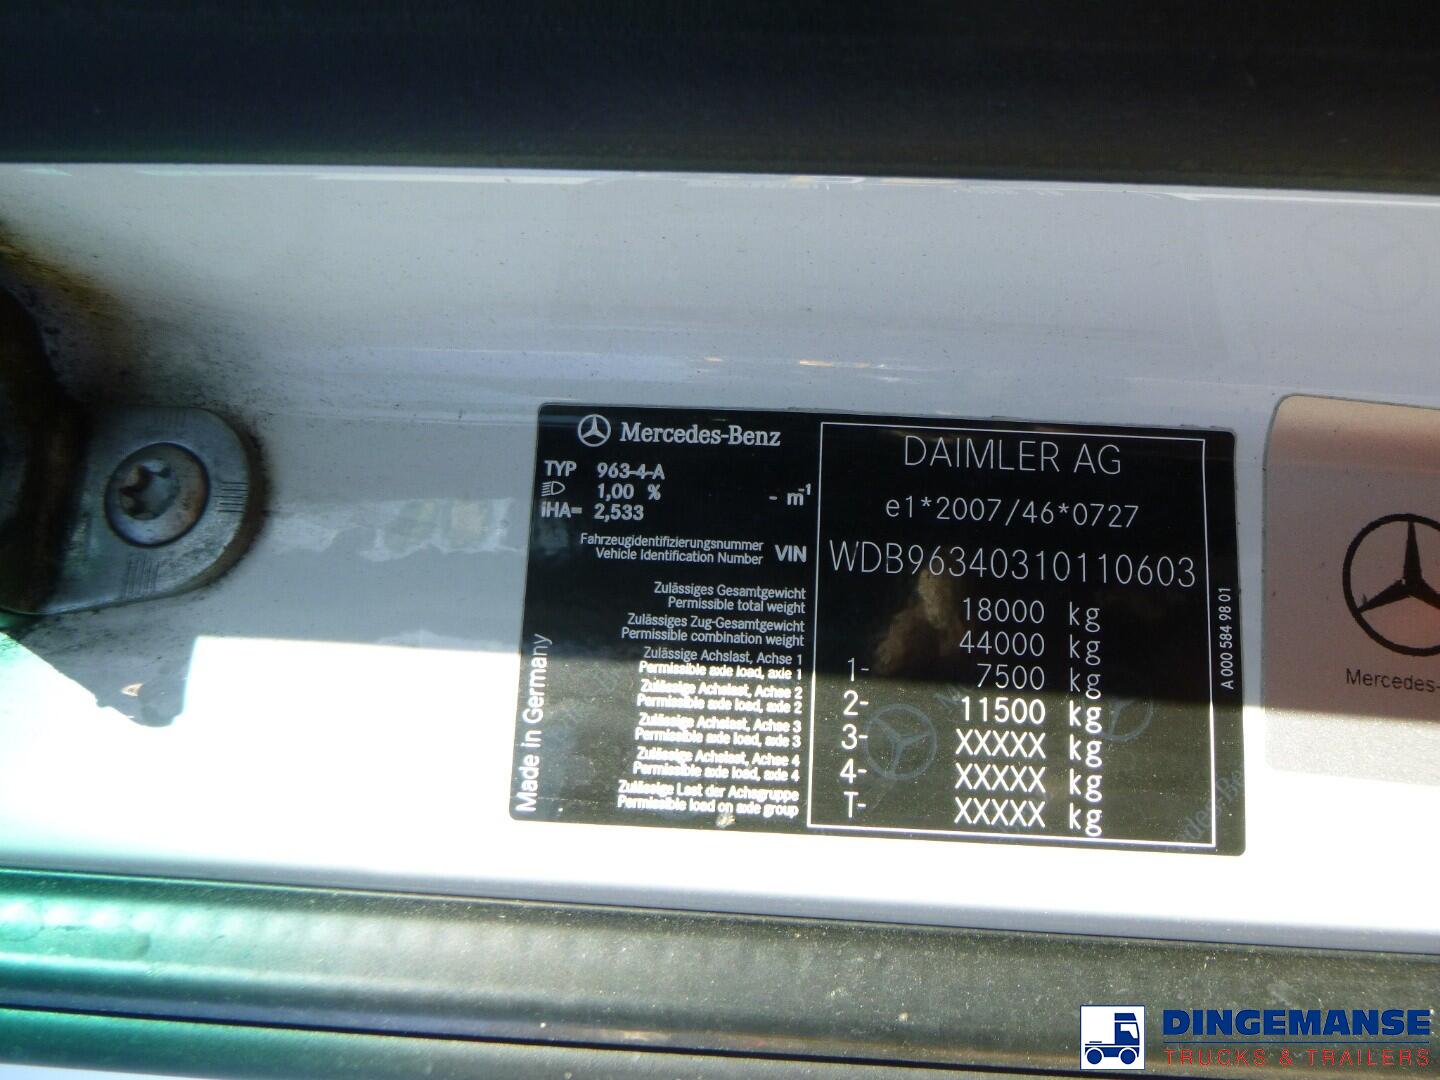 Mercedes-Benz
TYP 963-4-A
1,00 % - m⁻¹
iHA= 2,533
Fahrzeugidentifizierungsnummer
Vehicle Identification Number VIN
Zulässiges Gesamtgewicht
Permissible total weight
Zulässiges Zug-Gesamtgewicht
Permissible combination weight
Zulässige Achslast, Achse 1
Permissible axle load, axle 1
Zulässige Achslast, Achse 2
Permissible axle load, axle 2
Zulässige Achslast, Achse 3
Permissible axle load, axle 3
Zulässige Achslast, Achse 4
Permissible axle load, axle 4
Zulässige Last der Achsgruppe
Permissible load on axle group
Made in Germany
DAIMLER AG
e1*2007/46*0727
WDB96340310110603
18000 kg
44000 kg
1- 7500 kg
2- 11500 kg
3- XXXXX kg
4- XXXXX kg
T- XXXXX kg
A 000 584 98 01
Mercedes-
DINGEMANSE
TRUCKS & TRAILERS